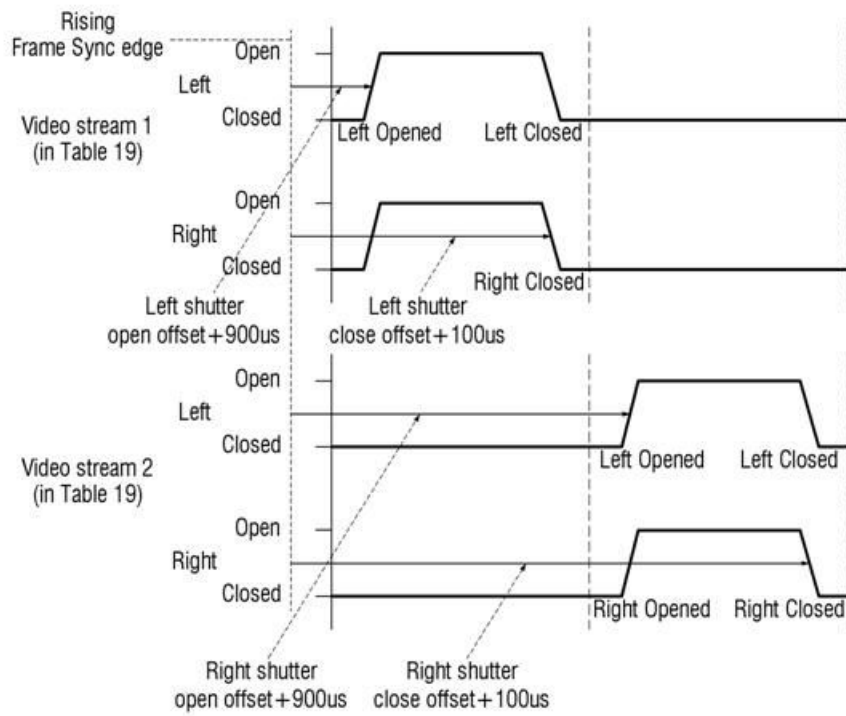 Rising
Frame Sync edge
Open
Left
Closed
Left Opened
Left Closed
Video stream 1
(in Table 19)
Open
Right
Closed
Right Closed
Left shutter
open offset+900us
Left shutter
close offset+100us
Open
Left
Closed
Left Opened
Left Closed
Video stream 2
(in Table 19)
Open
Right
Closed
Right Opened
Right Closed
Right shutter
open offset+900us
Right shutter
close offset+100us